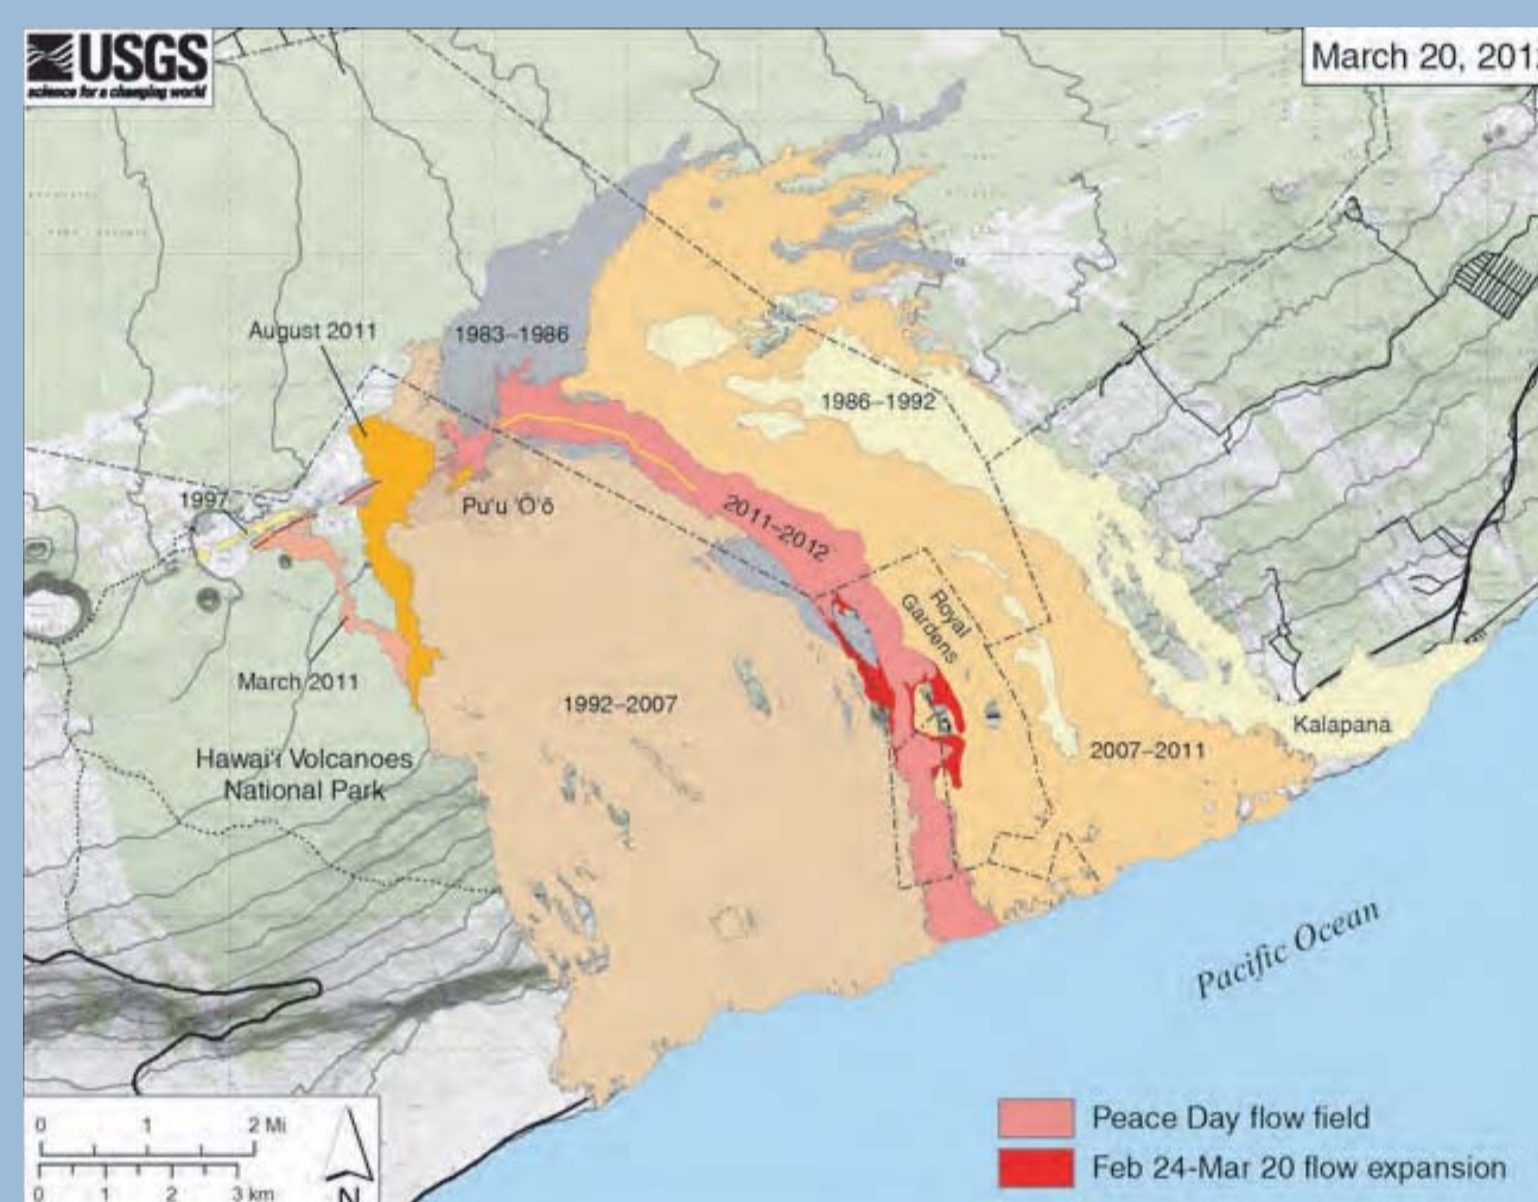 USGS
science for a changing world
March 20, 201
August 2011
1983–1986
1986–1992
1997
Pu'u 'Ō'ō
2011–2012
Royal
Gardens
March 2011
1992–2007
Kalapana
Hawai'i Volcanoes
National Park
2007–2011
Pacific Ocean
0 1 2 Mi
0 1 2 3 km
N
Peace Day flow field
Feb 24-Mar 20 flow expansion